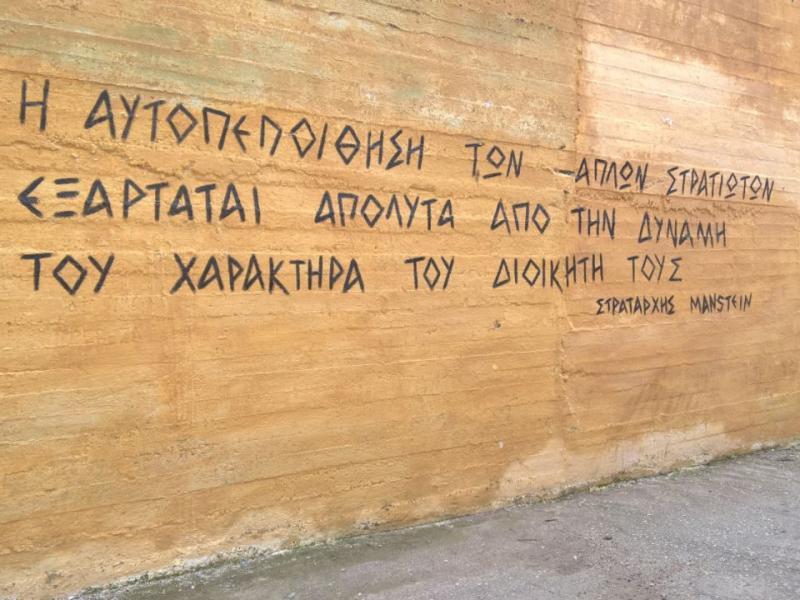 Η ΑΥΤΟΠΕΠΟΙΘΗΣΗ ΤΩΝ ΑΠΛΩΝ ΣΤΡΑΤΙΩΤΩΝ
ΕΞΑΡΤΑΤΑΙ ΑΠΟΛΥΤΑ ΑΠΟ ΤΗΝ ΔΥΝΑΜΗ
ΤΟΥ ΧΑΡΑΚΤΗΡΑ ΤΟΥ ΔΙΟΙΚΗΤΗ ΤΟΥΣ
ΣΤΡΑΤΑΡΧΗΣ MANSTEIN